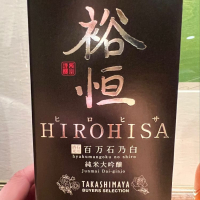 裕恒
ヒロヒサ
HIROHISA
百万石乃白
hyakumangoku no shiro
純米大吟醸
Junmai Dai-ginjo
TAKASHIMAYA
BUYERS SELECTION